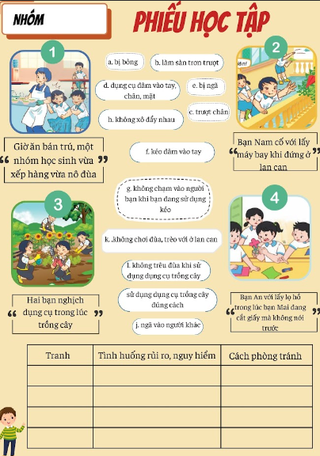 NHÓM
PHIẾU HỌC TẬP
1
Giờ ăn bán trú, một
nhóm học sinh vừa
xếp hàng vừa nô đùa
a. bị bỏng
b. làm sàn trơn trượt
d. dụng cụ đâm vào tay,
chân, mặt
e. bị ngã
h. không xô đẩy nhau
c. trượt chân
2
Bạn Nam cố với lấy
máy bay khi đứng ở
lan can
f. kéo đâm vào tay
g. không chạm vào người
bạn khi bạn đang sử dụng
kéo
k. .không chơi đùa, trèo với ở lan can
l. không trêu đùa khi sử
dụng dụng cụ trồng cây
sử dụng dụng cụ trồng cây
đúng cách
j. ngã vào người khác
3
Hai bạn nghịch
dụng cụ trong lúc
trồng cây
4
Bạn An với lấy lọ hồ
trong lúc bạn Mai đang
cắt giấy mà không nói
trước
Tranh
Tình huống rủi ro, nguy hiểm
Cách phòng tránh